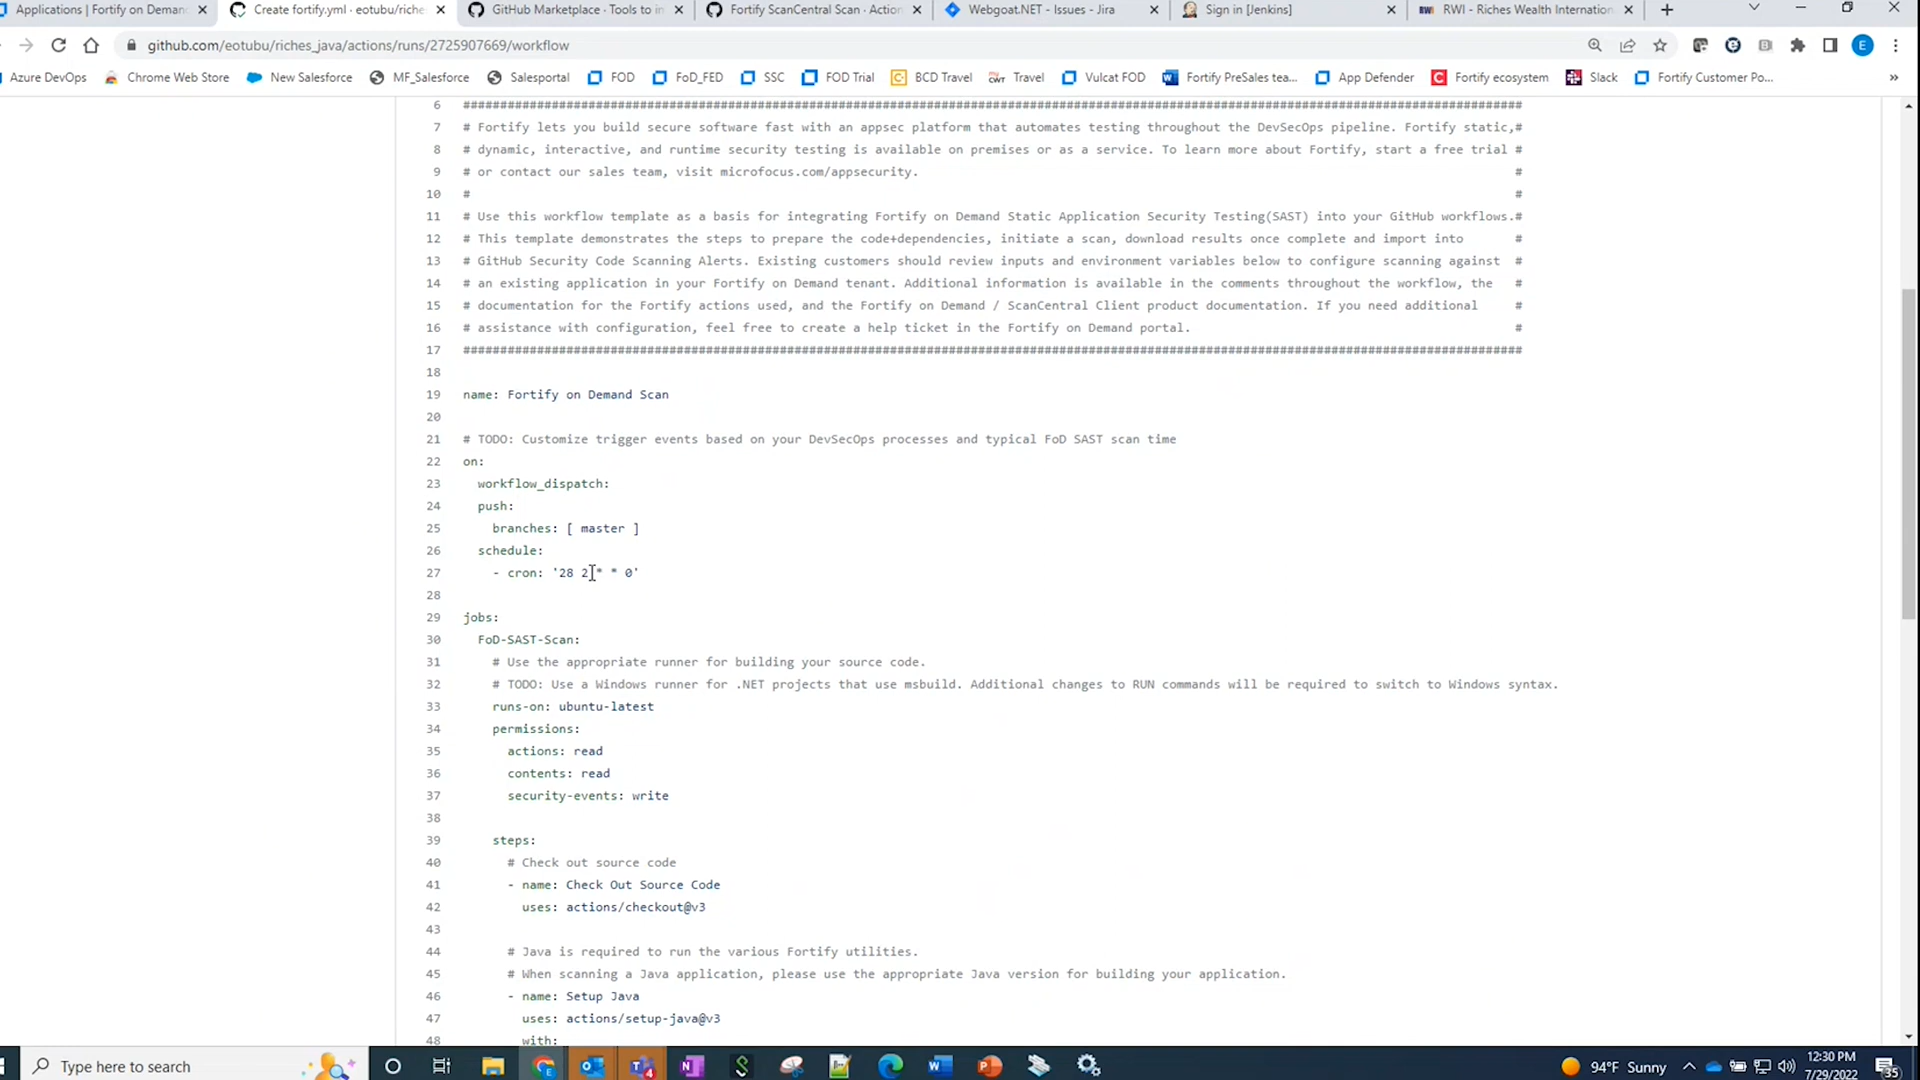 Applications | Fortify on Deman
Create fortify.yml · eotubu/riche
GitHub Marketplace · Tools to i
Fortify ScanCentral Scan · Action
Webgoat.NET - Issues - Jira
Sign in [Jenkins]
RWI - Riches Wealth Internation
github.com/eotubu/riches_java/actions/runs/2725907669/workflow
E
Azure DevOps
Chrome Web Store
New Salesforce
MF_Salesforce
Salesportal
FOD
FoD_FED
SSC
FOD Trial
BCD Travel
Travel
Vulcat FOD
Fortify PreSales tea...
App Defender
Fortify ecosystem
Slack
Fortify Customer Po...
»
6 ################################################################################################################################################
7 # Fortify lets you build secure software fast with an appsec platform that automates testing throughout the DevSecOps pipeline. Fortify static,#
8 # dynamic, interactive, and runtime security testing is available on premises or as a service. To learn more about Fortify, start a free trial #
9 # or contact our sales team, visit microfocus.com/appsecurity. #
10 # #
11 # Use this workflow template as a basis for integrating Fortify on Demand Static Application Security Testing(SAST) into your GitHub workflows.#
12 # This template demonstrates the steps to prepare the code+dependencies, initiate a scan, download results once complete and import into #
13 # GitHub Security Code Scanning Alerts. Existing customers should review inputs and environment variables below to configure scanning against #
14 # an existing application in your Fortify on Demand tenant. Additional information is available in the comments throughout the workflow, the #
15 # documentation for the Fortify actions used, and the Fortify on Demand / ScanCentral Client product documentation. If you need additional #
16 # assistance with configuration, feel free to create a help ticket in the Fortify on Demand portal. #
17 ################################################################################################################################################
18
19 name: Fortify on Demand Scan
20
21 # TODO: Customize trigger events based on your DevSecOps processes and typical FoD SAST scan time
22 on:
23 workflow_dispatch:
24 push:
25 branches: [ master ]
26 schedule:
27 - cron: '28 2 * * 0'
28
29 jobs:
30 FoD-SAST-Scan:
31 # Use the appropriate runner for building your source code.
32 # TODO: Use a Windows runner for .NET projects that use msbuild. Additional changes to RUN commands will be required to switch to Windows syntax.
33 runs-on: ubuntu-latest
34 permissions:
35 actions: read
36 contents: read
37 security-events: write
38
39 steps:
40 # Check out source code
41 - name: Check Out Source Code
42 uses: actions/checkout@v3
43
44 # Java is required to run the various Fortify utilities.
45 # When scanning a Java application, please use the appropriate Java version for building your application.
46 - name: Setup Java
47 uses: actions/setup-java@v3
48 with:
Type here to search
94°F Sunny
12:30 PM
7/29/2022
35